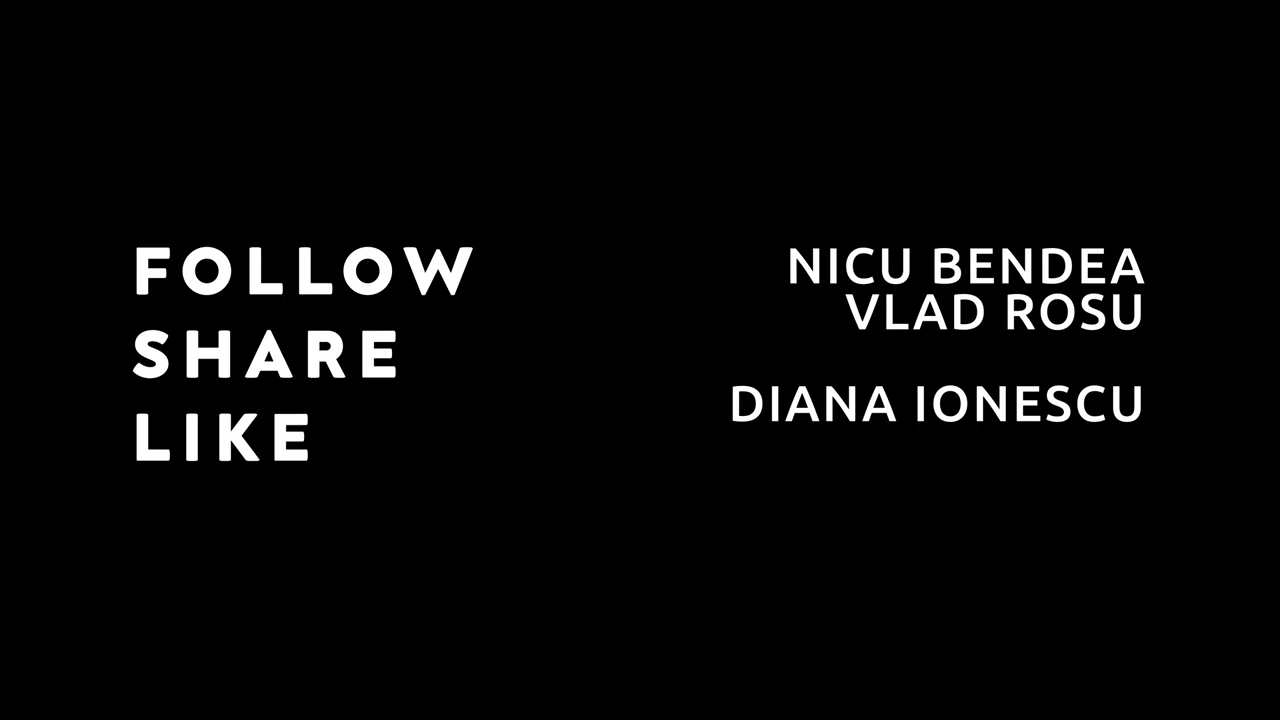 FOLLOW
SHARE
LIKE
NICU BENDEA
VLAD ROSU
DIANA IONESCU